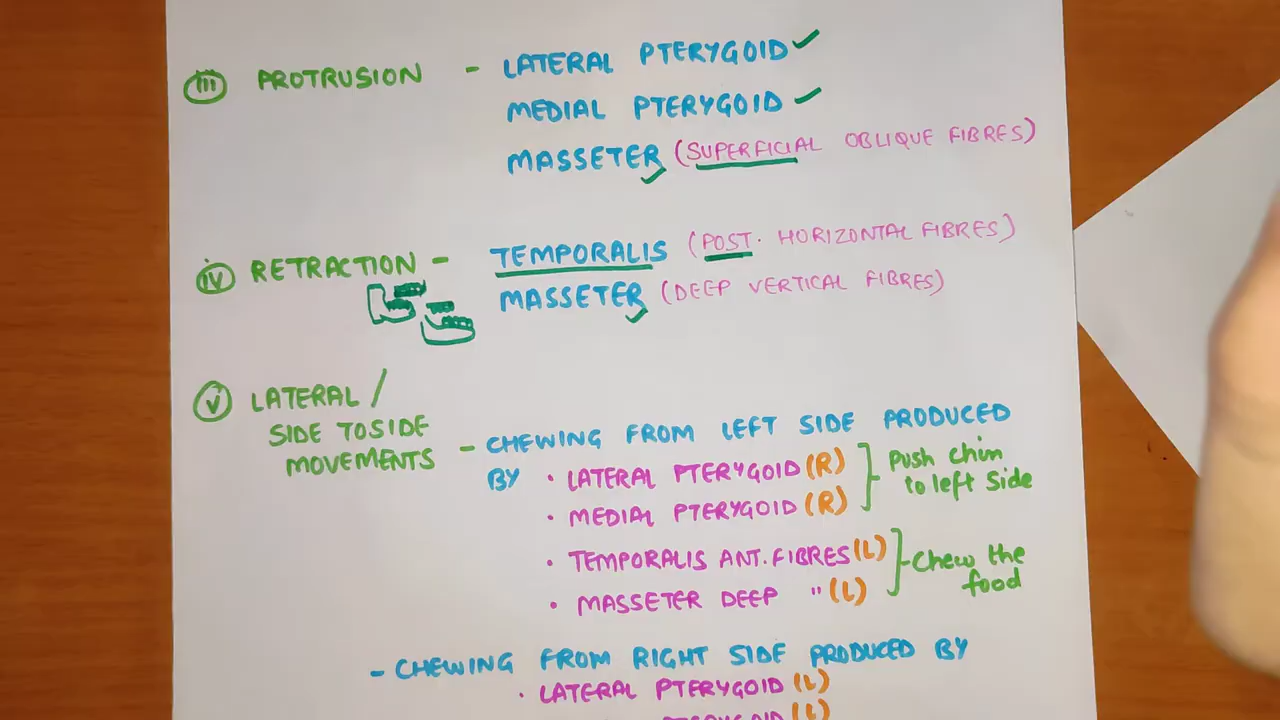 iii PROTRUSION - LATERAL PTERYGOID ✓
MEDIAL PTERYGOID ✓
MASSETER (SUPERFICIAL OBLIQUE FIBRES)
iv RETRACTION - TEMPORALIS (POST. HORIZONTAL FIBRES)
MASSETER (DEEP VERTICAL FIBRES)
v LATERAL /
SIDE TOSIDE
MOVEMENTS - CHEWING FROM LEFT SIDE PRODUCED
BY · LATERAL PTERYGOID (R)
· MEDIAL PTERYGOID (R)
Push chin
to left side
· TEMPORALIS ANT. FIBRES (L)
· MASSETER DEEP " (L)
Chew the
food
- CHEWING FROM RIGHT SIDE PRODUCED BY
· LATERAL PTERYGOID (L)
PTERYGOID (L)